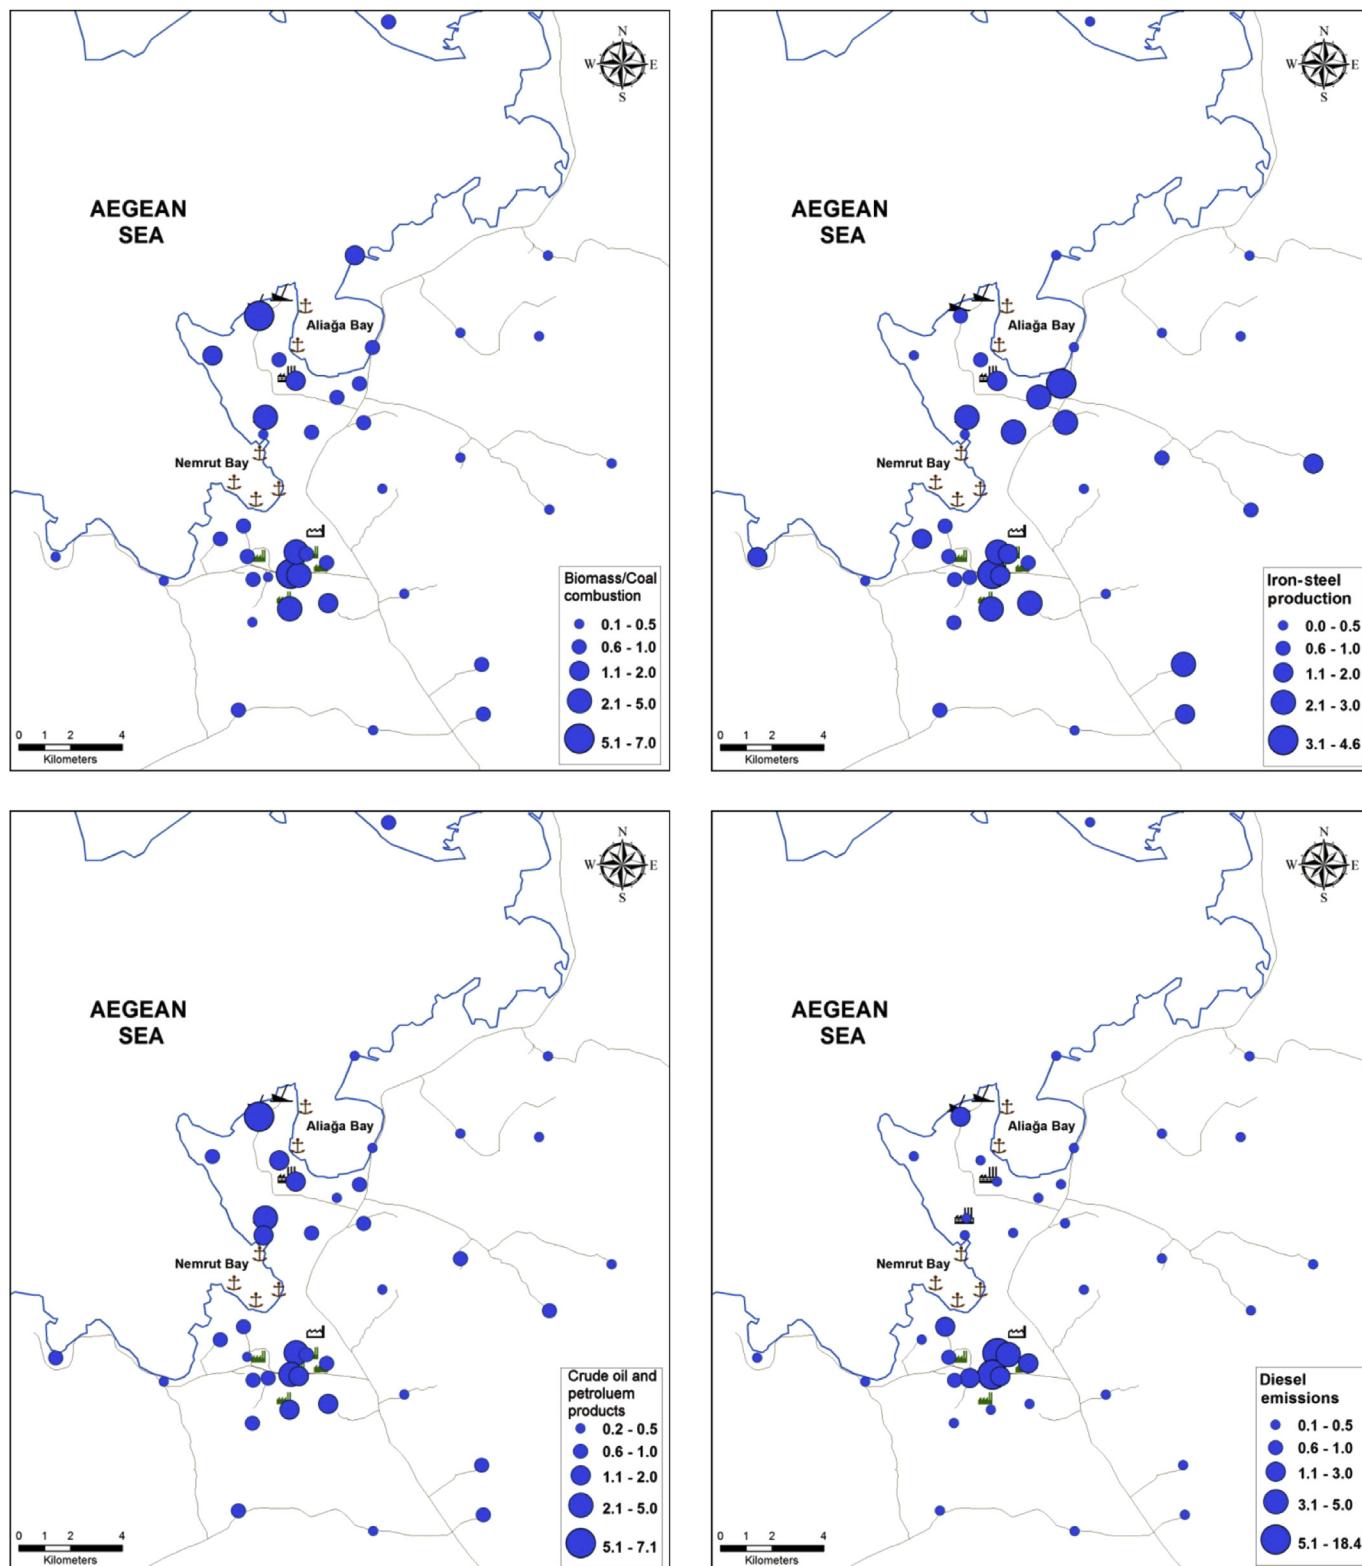 N
W E
S
AEGEAN
SEA
Aliağa Bay
Nemrut Bay
Biomass/Coal
combustion
0.1 - 0.5
0.6 - 1.0
1.1 - 2.0
2.1 - 5.0
5.1 - 7.0
0 1 2 4
Kilometers
N
W E
S
AEGEAN
SEA
Aliağa Bay
Nemrut Bay
Iron-steel
production
0.0 - 0.5
0.6 - 1.0
1.1 - 2.0
2.1 - 3.0
3.1 - 4.6
0 1 2 4
Kilometers
N
W E
S
AEGEAN
SEA
Aliağa Bay
Nemrut Bay
Crude oil and
petroluem
products
0.2 - 0.5
0.6 - 1.0
1.1 - 2.0
2.1 - 5.0
5.1 - 7.1
0 1 2 4
Kilometers
N
W E
S
AEGEAN
SEA
Aliağa Bay
Nemrut Bay
Diesel
emissions
0.1 - 0.5
0.6 - 1.0
1.1 - 3.0
3.1 - 5.0
5.1 - 18.4
0 1 2 4
Kilometers